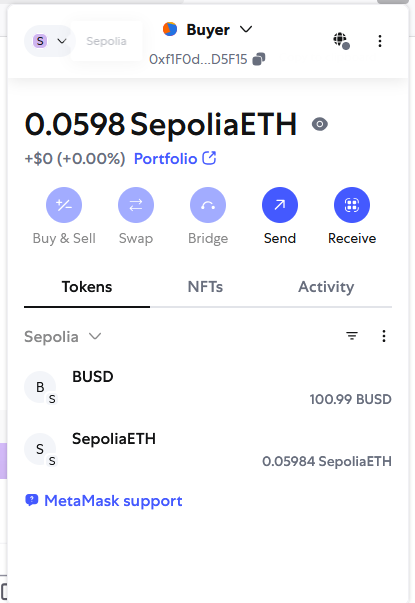 S Sepolia Buyer
0xf1F0d...D5F15
0.0598 SepoliaETH
+$0 (+0.00%) Portfolio
Buy & Sell Swap Bridge Send Receive
Tokens NFTs Activity
Sepolia
B S BUSD
100.99 BUSD
S S SepoliaETH
0.05984 SepoliaETH
? MetaMask support